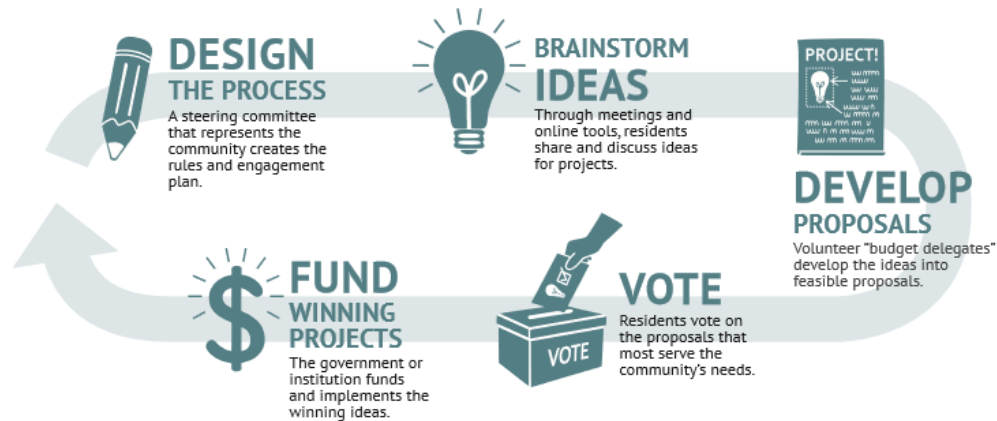 DESIGN
THE PROCESS
A steering committee
that represents the
community creates the
rules and engagement
plan.
BRAINSTORM
IDEAS
Through meetings and
online tools, residents
share and discuss ideas
for projects.
PROJECT!
DEVELOP
PROPOSALS
Volunteer “budget delegates”
develop the ideas into
feasible proposals.
VOTE
VOTE
Residents vote on
the proposals that
most serve the
community’s needs.
FUND
WINNING
PROJECTS
The government or
institution funds
and implements the
winning ideas.